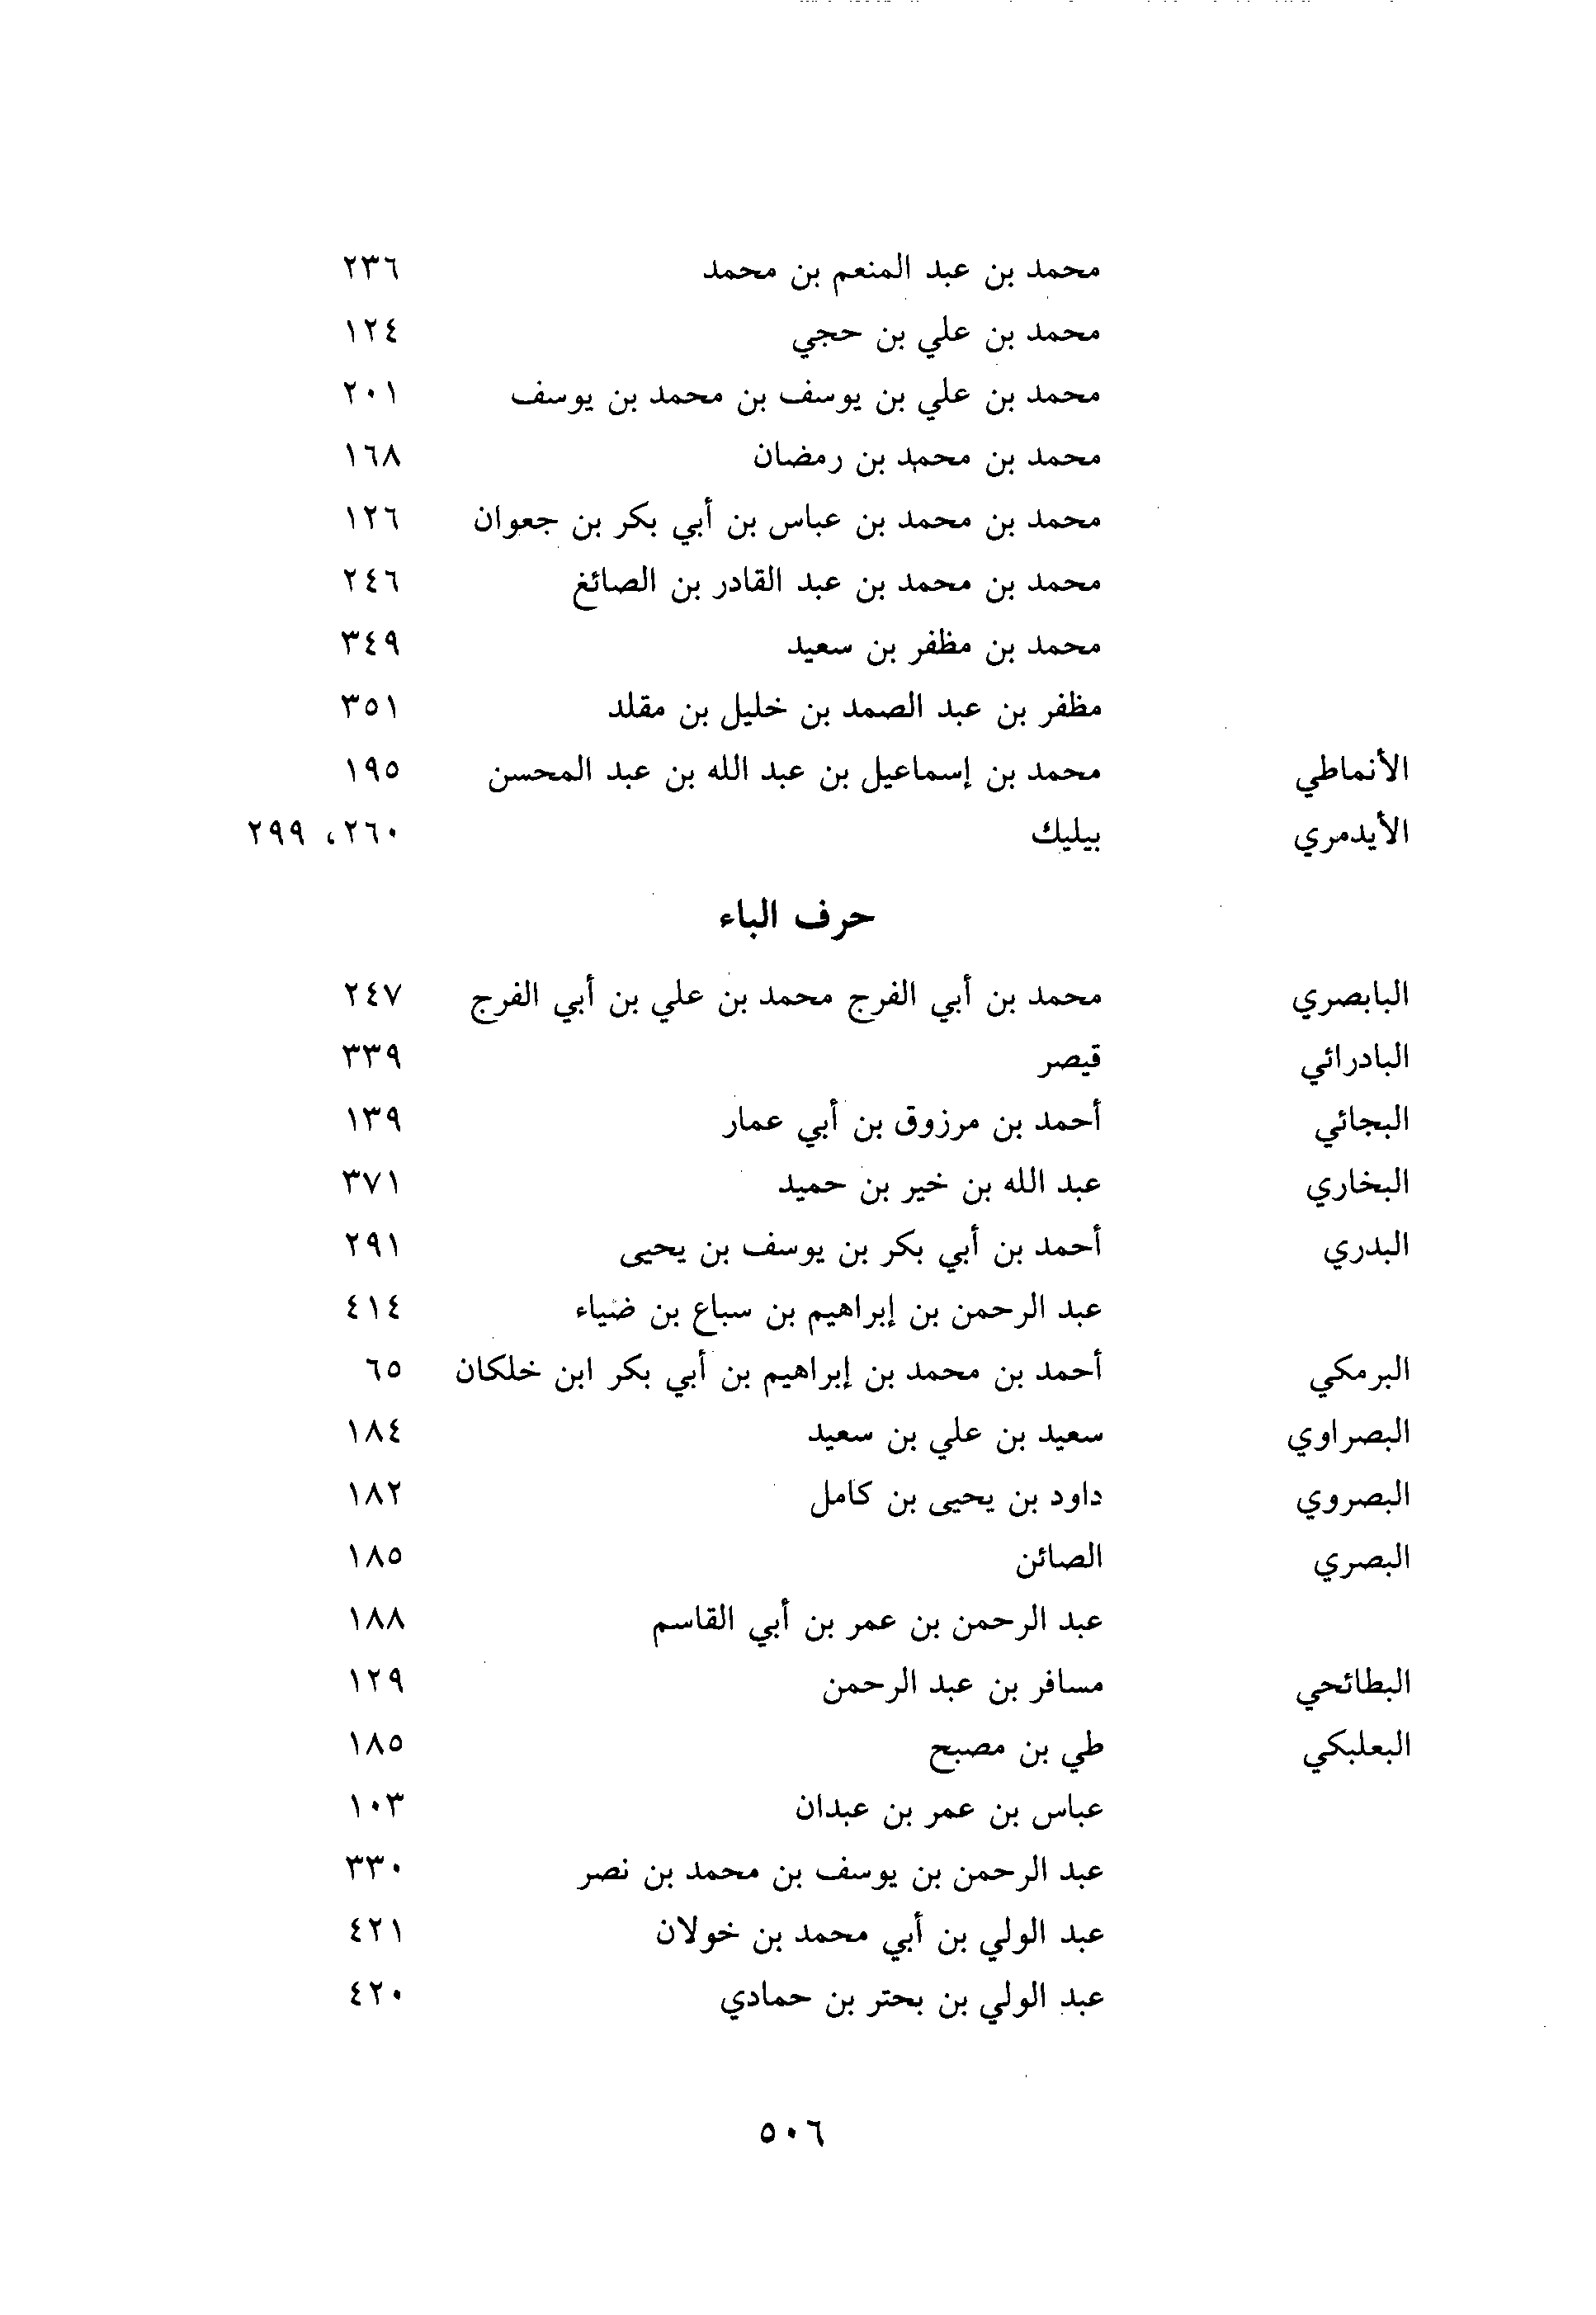 محمد بن عبد المنعم بن محمد ٢٣٦
محمد بن علي بن حجي ١٢٤
محمد بن علي بن يوسف بن محمد بن يوسف ٢٠١
محمد بن محمد بن رمضان ١٦٨
محمد بن محمد بن عباس بن أبي بكر بن جعوان ١٢٦
محمد بن محمد بن عبد القادر بن الصائغ ٢٤٦
محمد بن مظفر بن سعيد ٣٤٩
مظفر بن عبد الصمد بن خليل بن مقلد ٣٥١
الأنماطي محمد بن إسماعيل بن عبد الله بن عبد المحسن ١٩٥
الأيدمري بيليك ٢٦٠، ٢٩٩
حرف الباء
البابصري محمد بن أبي الفرج محمد بن علي بن أبي الفرج ٢٤٧
البادرائي قيصر ٣٣٩
البجائي أحمد بن مرزوق بن أبي عمار ١٣٩
البخاري عبد الله بن خير بن حميد ٣٧١
البدري أحمد بن أبي بكر بن يوسف بن يحيى ٢٩١
عبد الرحمن بن إبراهيم بن سباع بن ضياء ٤١٤
البرمكي أحمد بن محمد بن إبراهيم بن أبي بكر ابن خلكان ٦٥
البصراوي سعيد بن علي بن سعيد ١٨٤
البصروي داود بن يحيى بن كامل ١٨٢
البصري الصائن ١٨٥
عبد الرحمن بن عمر بن أبي القاسم ١٨٨
البطائحي مسافر بن عبد الرحمن ١٢٩
البعلبكي طي بن مصبح ١٨٥
عباس بن عمر بن عبدان ١٠٣
عبد الرحمن بن يوسف بن محمد بن نصر ٣٣٠
عبد الولي بن أبي محمد بن خولان ٤٢١
عبد الولي بن بحتر بن حمادي ٤٢٠
٥٠٦